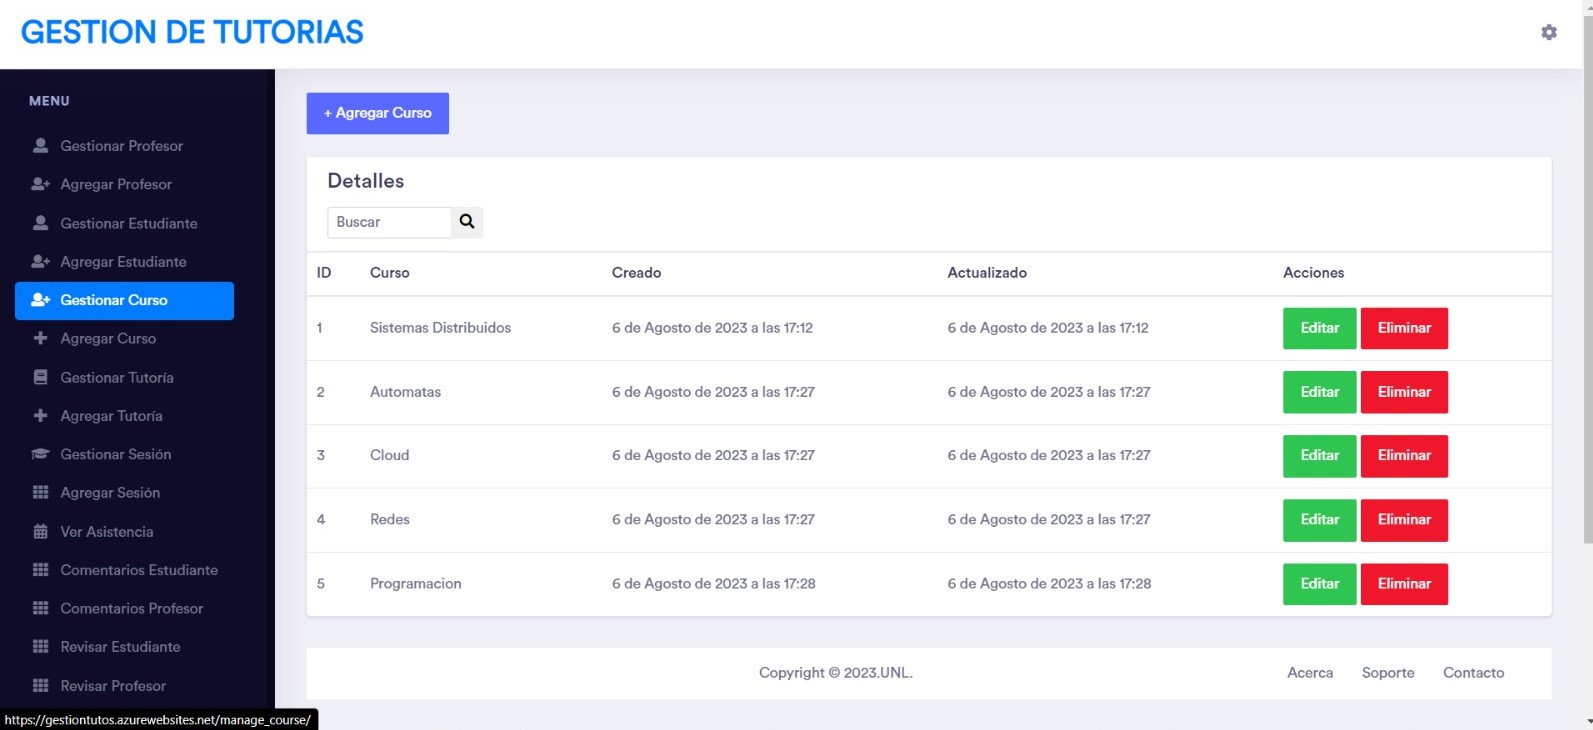 GESTION DE TUTORIAS
MENU
Gestionar Profesor
Agregar Profesor
Gestionar Estudiante
Agregar Estudiante
Gestionar Curso
Agregar Curso
Gestionar Tutoría
Agregar Tutoría
Gestionar Sesión
Agregar Sesión
Ver Asistencia
Comentarios Estudiante
Comentarios Profesor
Revisar Estudiante
Revisar Profesor
https://gestiontutos.azurewebsites.net/manage_course/
+ Agregar Curso
Detalles
Buscar
ID Curso Creado Actualizado Acciones
1 Sistemas Distribuidos 6 de Agosto de 2023 a las 17:12 6 de Agosto de 2023 a las 17:12 Editar Eliminar
2 Automatas 6 de Agosto de 2023 a las 17:27 6 de Agosto de 2023 a las 17:27 Editar Eliminar
3 Cloud 6 de Agosto de 2023 a las 17:27 6 de Agosto de 2023 a las 17:27 Editar Eliminar
4 Redes 6 de Agosto de 2023 a las 17:27 6 de Agosto de 2023 a las 17:27 Editar Eliminar
5 Programacion 6 de Agosto de 2023 a las 17:28 6 de Agosto de 2023 a las 17:28 Editar Eliminar
Copyright © 2023.UNL. Acerca Soporte Contacto